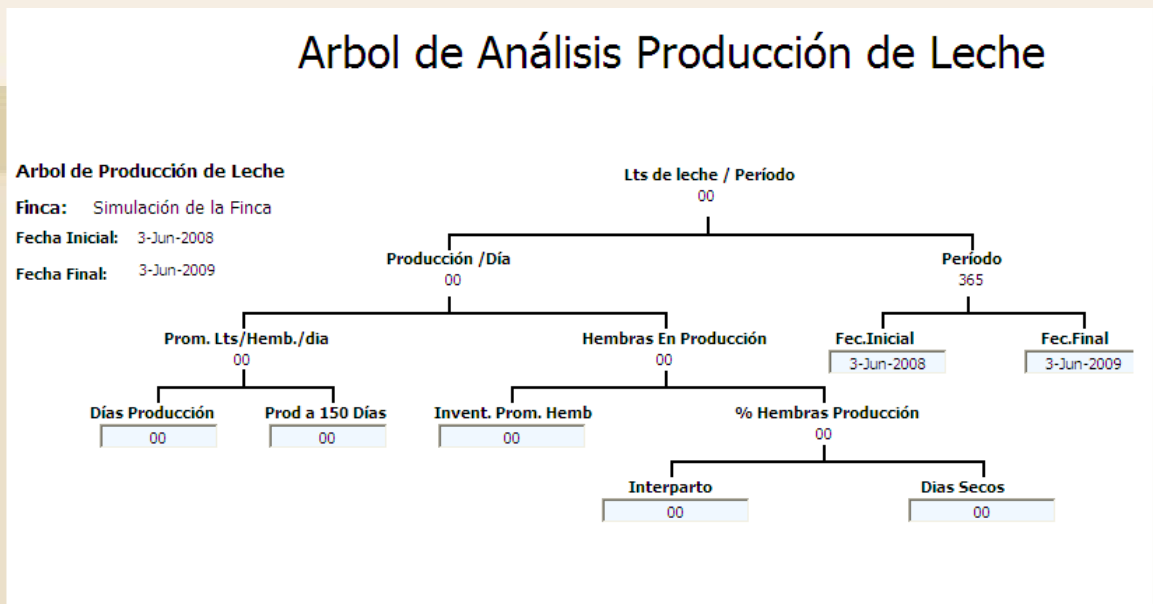 Arbol de Análisis Producción de Leche
Arbol de Producción de Leche
Finca: Simulación de la Finca
Fecha Inicial: 3-Jun-2008
Fecha Final: 3-Jun-2009
Lts de leche / Período
00
Producción /Día
00
Período
365
Prom. Lts/Hemb./dia
00
Hembras En Producción
00
Fec.Inicial
3-Jun-2008
Fec.Final
3-Jun-2009
Días Producción
00
Prod a 150 Días
00
Invent. Prom. Hemb
00
% Hembras Producción
00
Interparto
00
Dias Secos
00